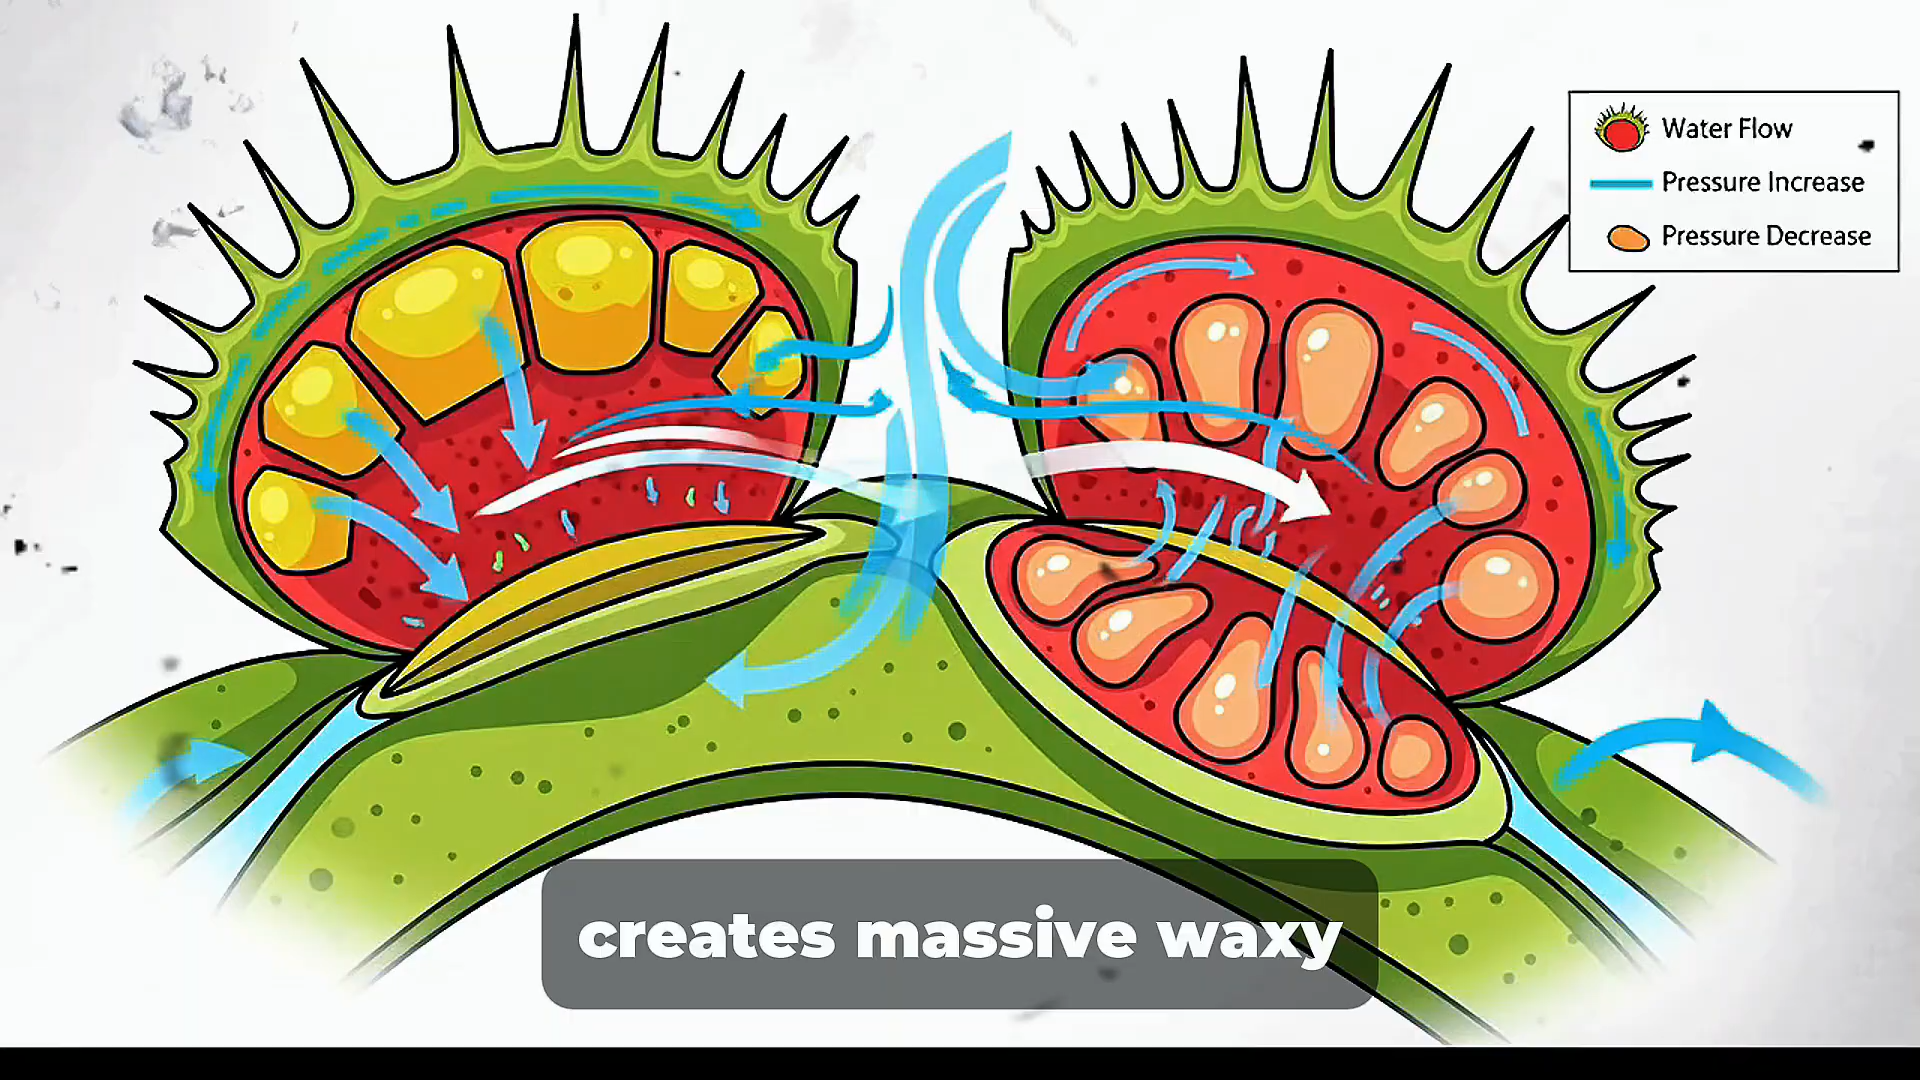 Water Flow
Pressure Increase
Pressure Decrease
creates massive waxy